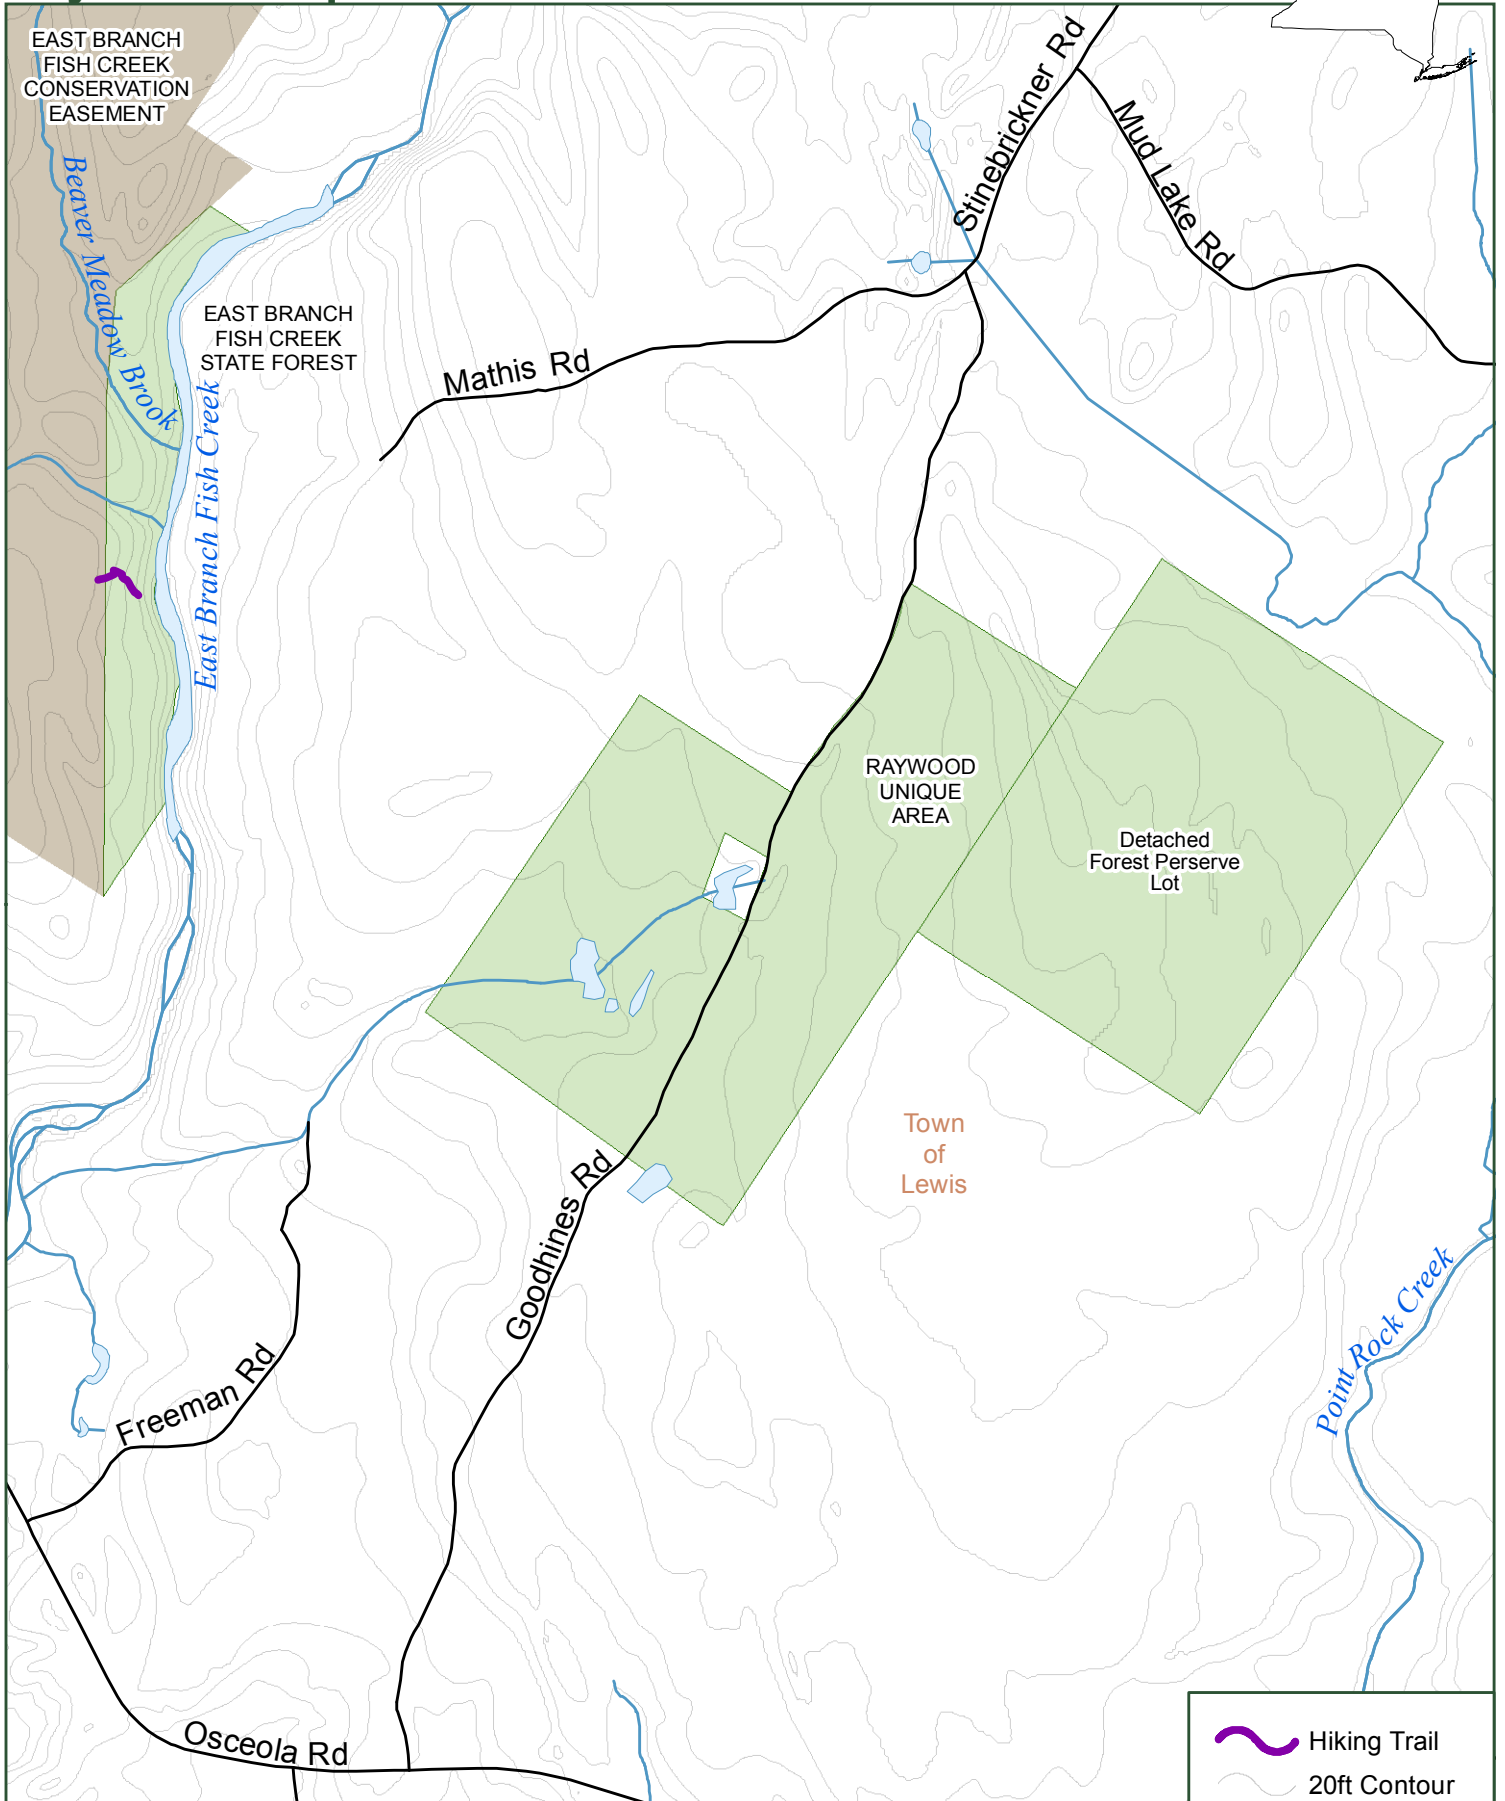 EAST BRANCH
FISH CREEK
CONSERVATION
EASEMENT
Beaver Meadow Brook
EAST BRANCH
FISH CREEK
STATE FOREST
East Branch Fish Creek
Mathis Rd
Stinebrickner Rd
Mud Lake Rd
RAYWOOD
UNIQUE
AREA
Detached
Forest Perserve
Lot
Town
of
Lewis
Goodhines Rd
Freeman Rd
Point Rock Creek
Osceola Rd
Hiking Trail
20ft Contour